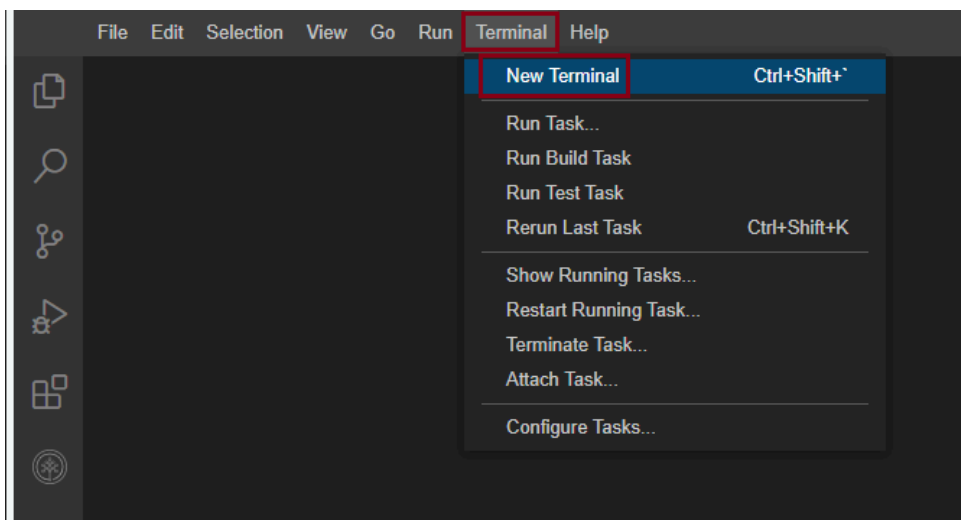 File Edit Selection View Go Run Terminal Help
New Terminal Ctrl+Shift+`
Run Task...
Run Build Task
Run Test Task
Rerun Last Task Ctrl+Shift+K
Show Running Tasks...
Restart Running Task...
Terminate Task...
Attach Task...
Configure Tasks...